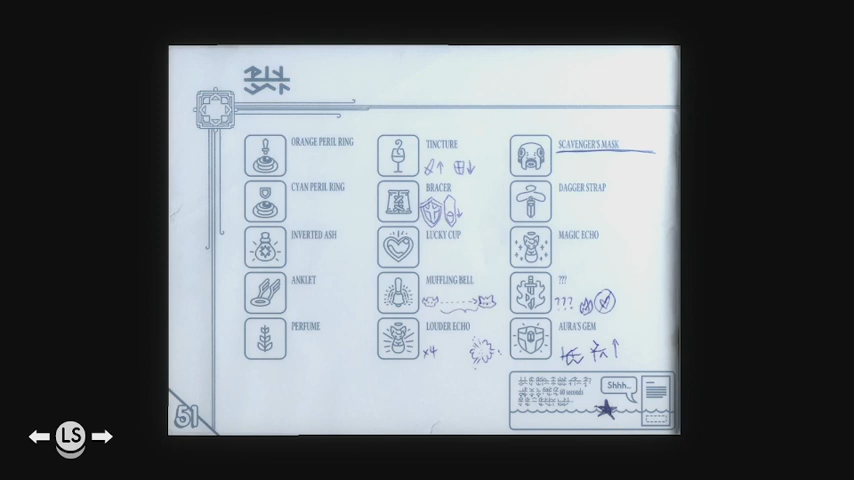 ORANGE PERIL RING
CYAN PERIL RING
INVERTED ASH
ANKLET
PERFUME
TINCTURE
BRACER
LUCKY CUP
MUFFLING BELL
LOUDER ECHO
x4
SCAVENGER'S MASK
DAGGER STRAP
MAGIC ECHO
???
???
AURA'S GEM
60 seconds
Shhh..
51
LS